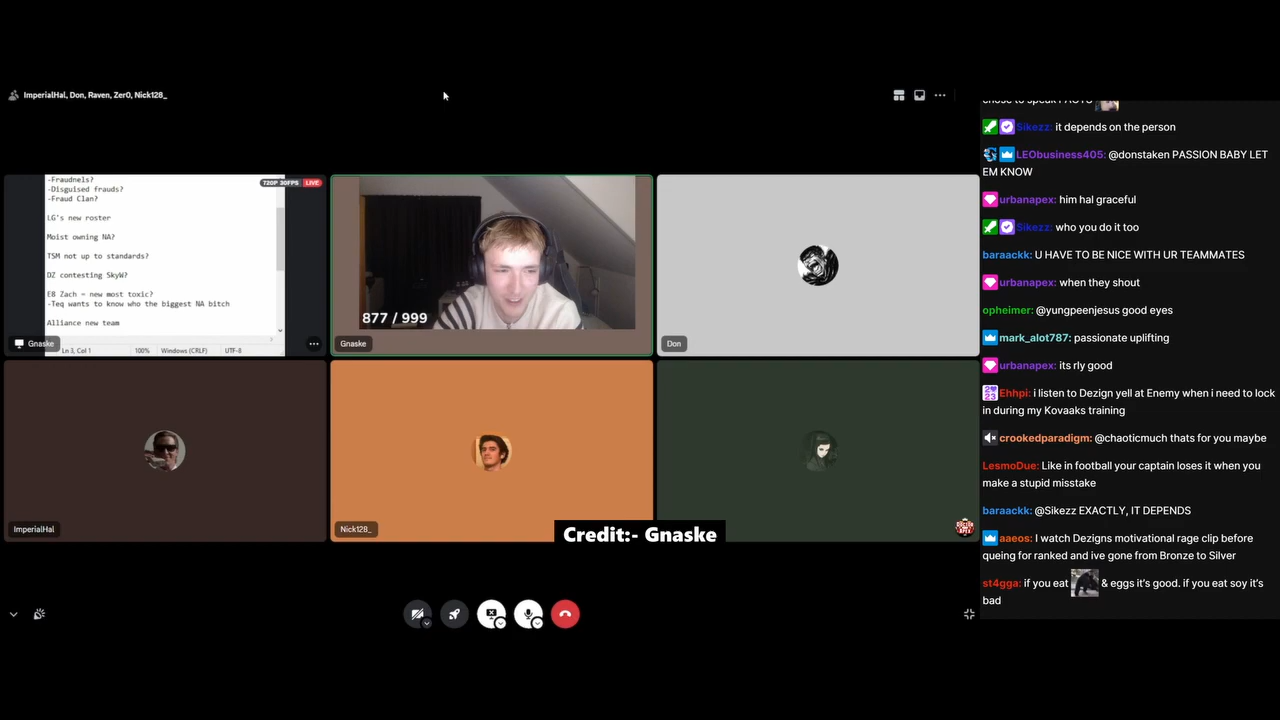 ImperialHal, Don, Raven, Zer0, Nick128_
-Fraudnels?
-Disguised frauds?
-Fraud Clan?
LG's new roster
Moist owning NA?
TSM not up to standards?
DZ contesting SkyW?
E8 Zach = new most toxic?
-Teq wants to know who the biggest NA bitch
Alliance new team
720P 30FPS LIVE
Gnaske
Ln 3, Col 1 100% Windows (CRLF) UTF-8
877 / 999
Gnaske
Don
ImperialHal
Nick128_
Credit:- Gnaske
Sikezz: it depends on the person
LEObusiness405: @donstaken PASSION BABY LET
EM KNOW
urbanapex: him hal graceful
Sikezz: who you do it too
baraackk: U HAVE TO BE NICE WITH UR TEAMMATES
urbanapex: when they shout
opheimer: @yungpeenjesus good eyes
mark_alot787: passionate uplifting
urbanapex: its rly good
Ehhpi: i listen to Dezign yell at Enemy when i need to lock
in during my Kovaaks training
crookedparadigm: @chaoticmuch thats for you maybe
LesmoDue: Like in football your captain loses it when you
make a stupid misstake
baraackk: @Sikezz EXACTLY, IT DEPENDS
aaeos: I watch Dezigns motivational rage clip before
queing for ranked and ive gone from Bronze to Silver
st4gga: if you eat & eggs it's good. if you eat soy it's
bad